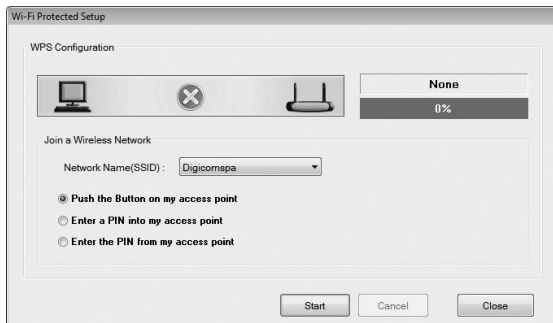 Wi-Fi Protected Setup
WPS Configuration
None
0%
Join a Wireless Network
Network Name(SSID) : Digicomspa
Push the Button on my access point
Enter a PIN into my access point
Enter the PIN from my access point
Start Cancel Close